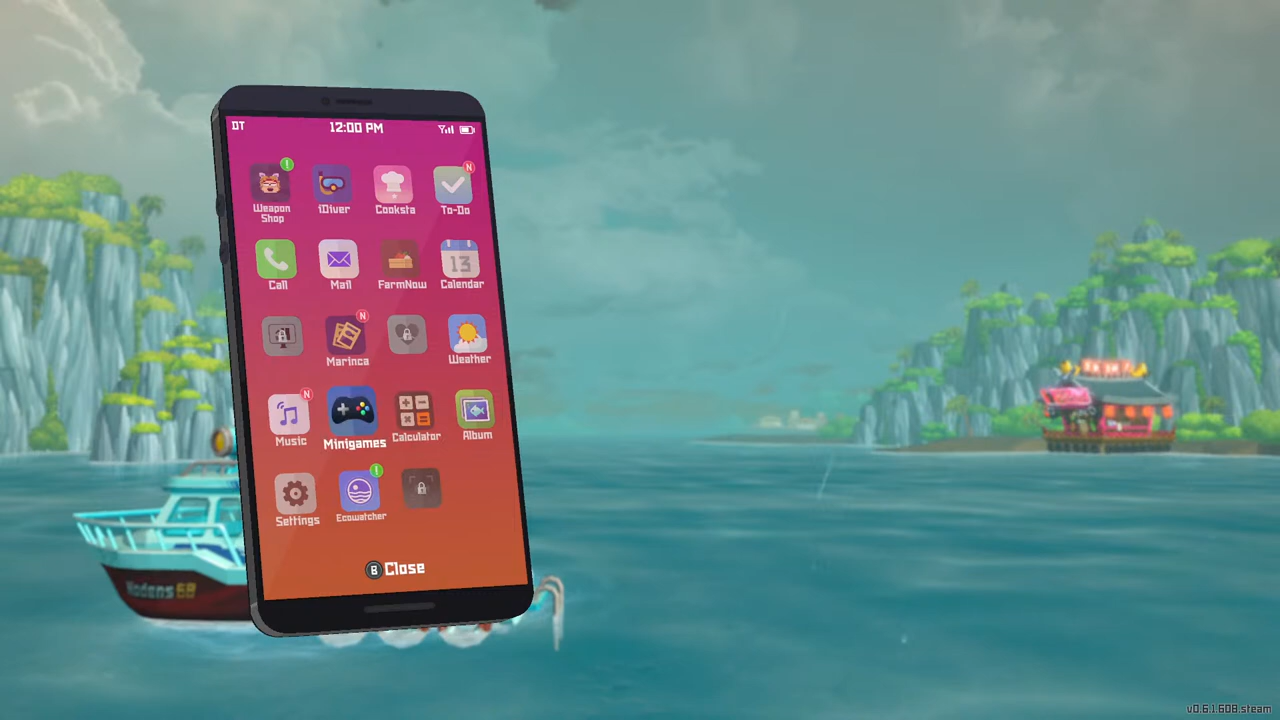 DT
12:00 PM
!
N
Weapon
Shop
iDiver
Cooksta
To-Do
13
Call
Mail
FarmNow
Calendar
N
Marinca
Weather
N
Music
Minigames
Calculator
Album
!
Settings
Ecowatcher
B Close
68
v0.6.1.608.steam